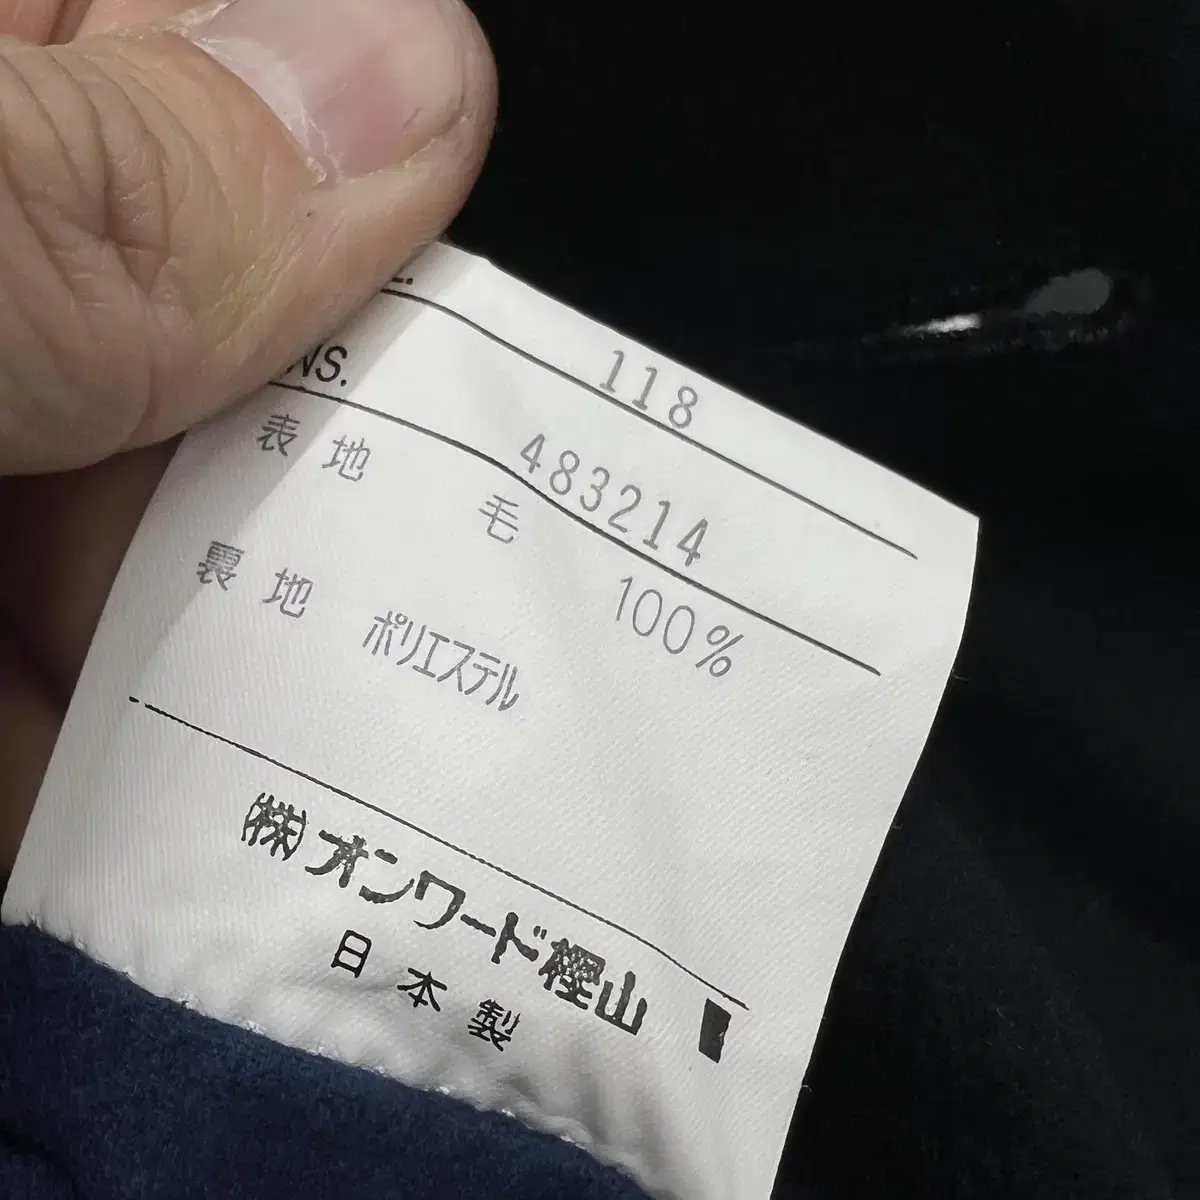 118
NS. 483214
表地 毛 100%
裏地 ポリエステル
㈱オンワード樫山
日本製